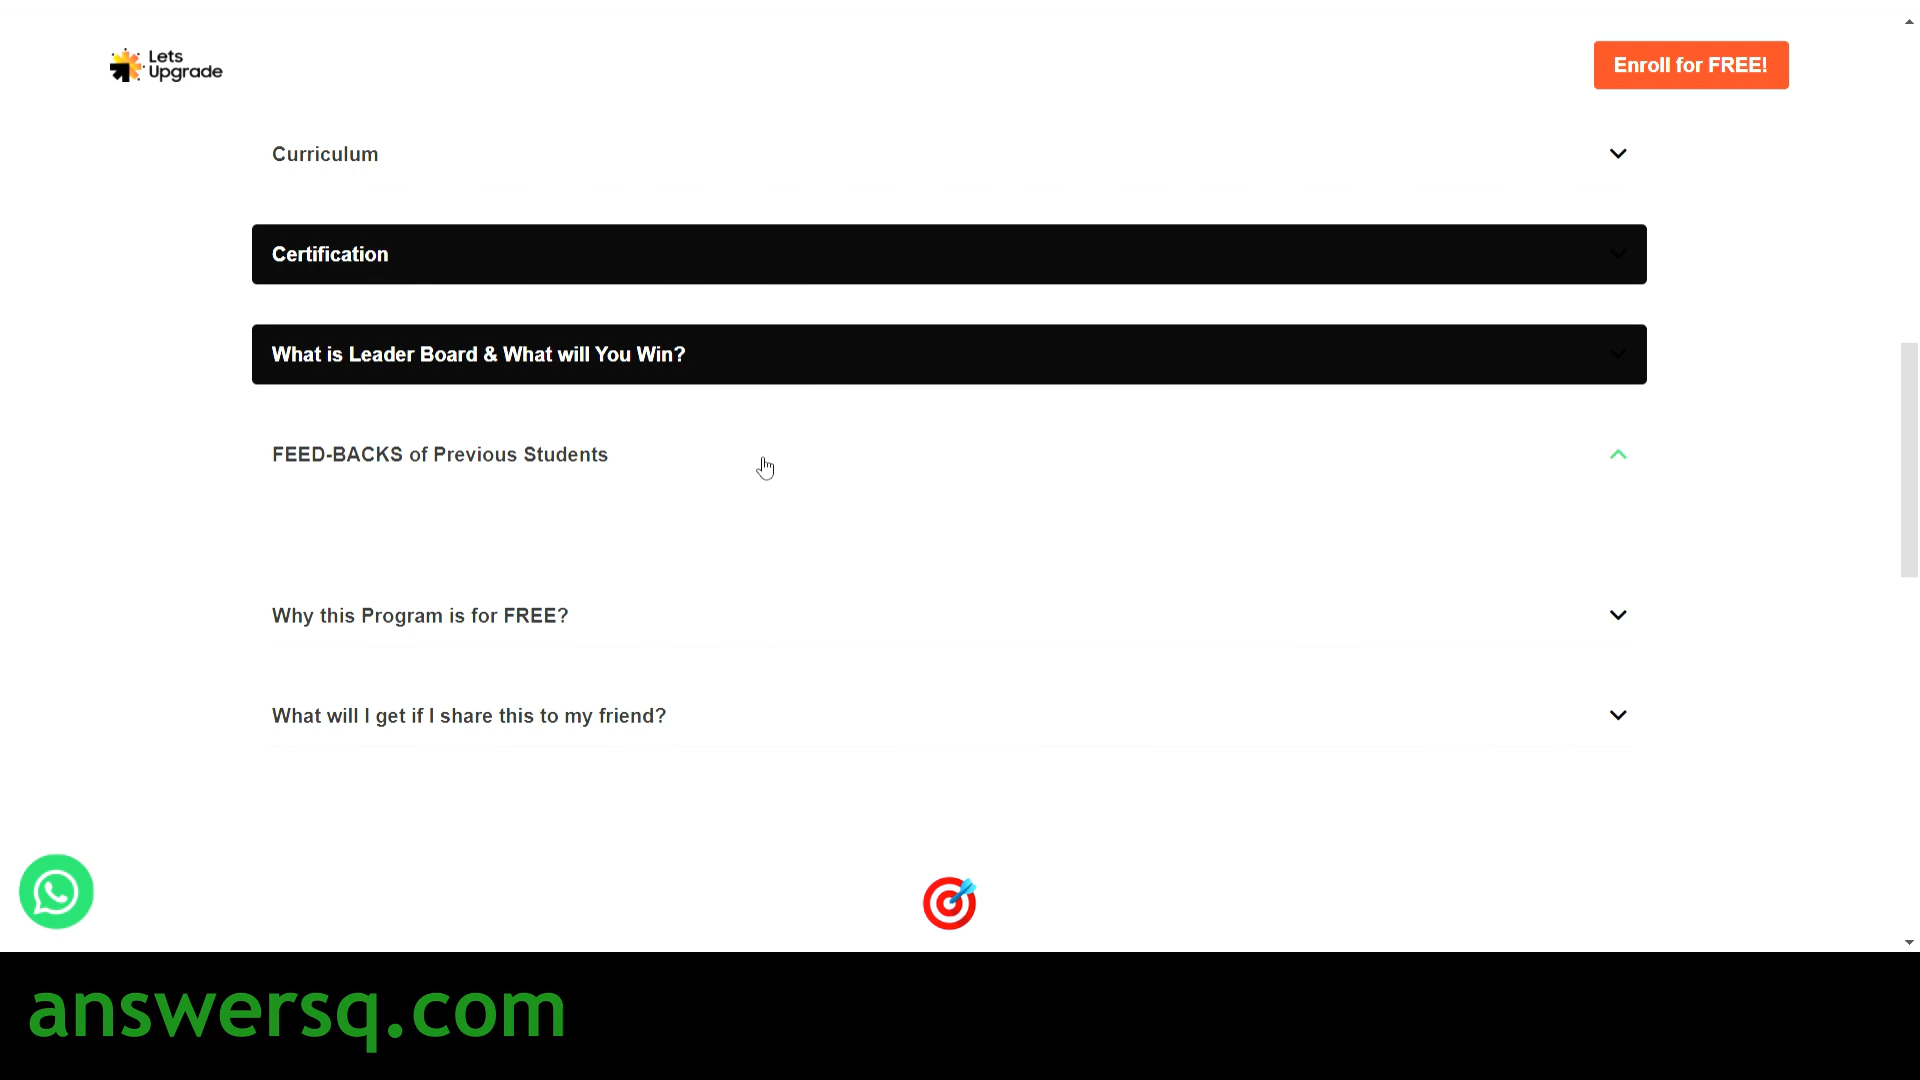 Lets
Upgrade
Enroll for FREE!
Curriculum
Certification
What is Leader Board & What will You Win?
FEED-BACKS of Previous Students
Why this Program is for FREE?
What will I get if I share this to my friend?
answersq.com